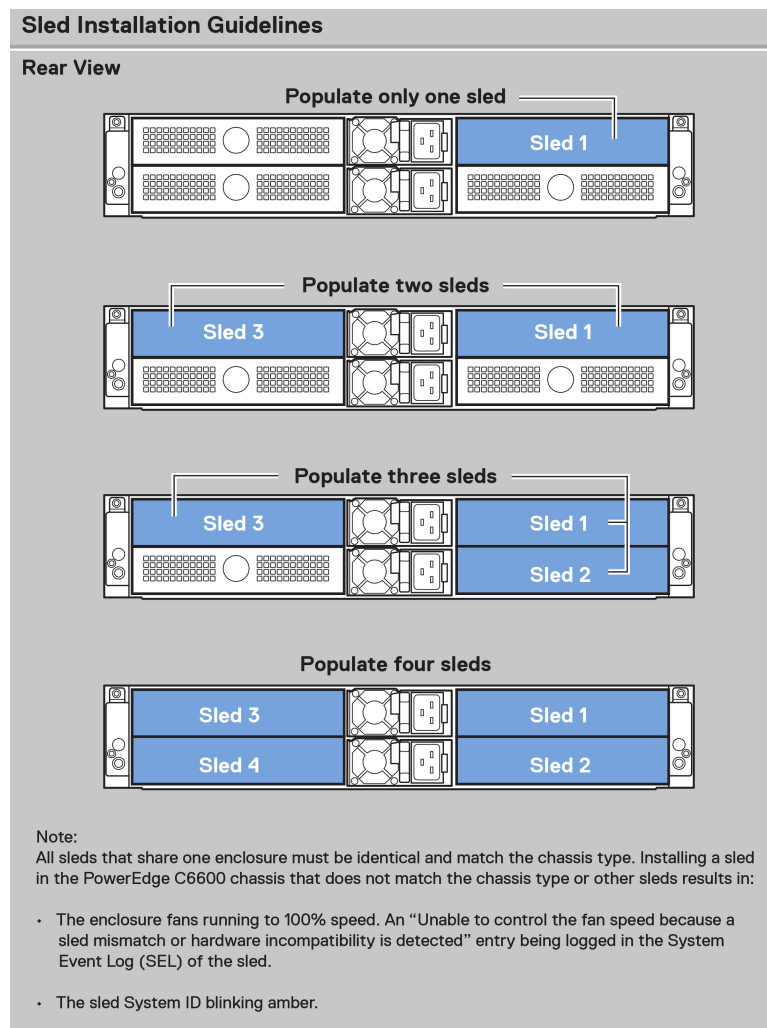 Sled Installation Guidelines
Rear View
Populate only one sled
Sled 1
Populate two sleds
Sled 3
Sled 1
Populate three sleds
Sled 3
Sled 1
Sled 2
Populate four sleds
Sled 3
Sled 1
Sled 4
Sled 2
Note:
All sleds that share one enclosure must be identical and match the chassis type. Installing a sled
in the PowerEdge C6600 chassis that does not match the chassis type or other sleds results in:
• The enclosure fans running to 100% speed. An “Unable to control the fan speed because a
sled mismatch or hardware incompatibility is detected” entry being logged in the System
Event Log (SEL) of the sled.
• The sled System ID blinking amber.